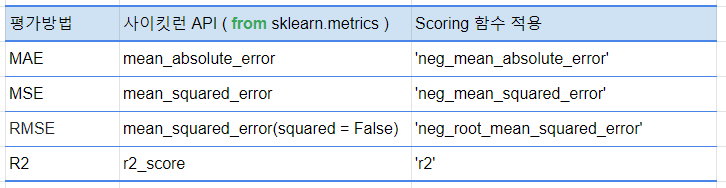 평가방법 사이킷런 API ( from sklearn.metrics ) Scoring 함수 적용
MAE mean_absolute_error 'neg_mean_absolute_error'
MSE mean_squared_error 'neg_mean_squared_error'
RMSE mean_squared_error(squared = False) 'neg_root_mean_squared_error'
R2 r2_score 'r2'